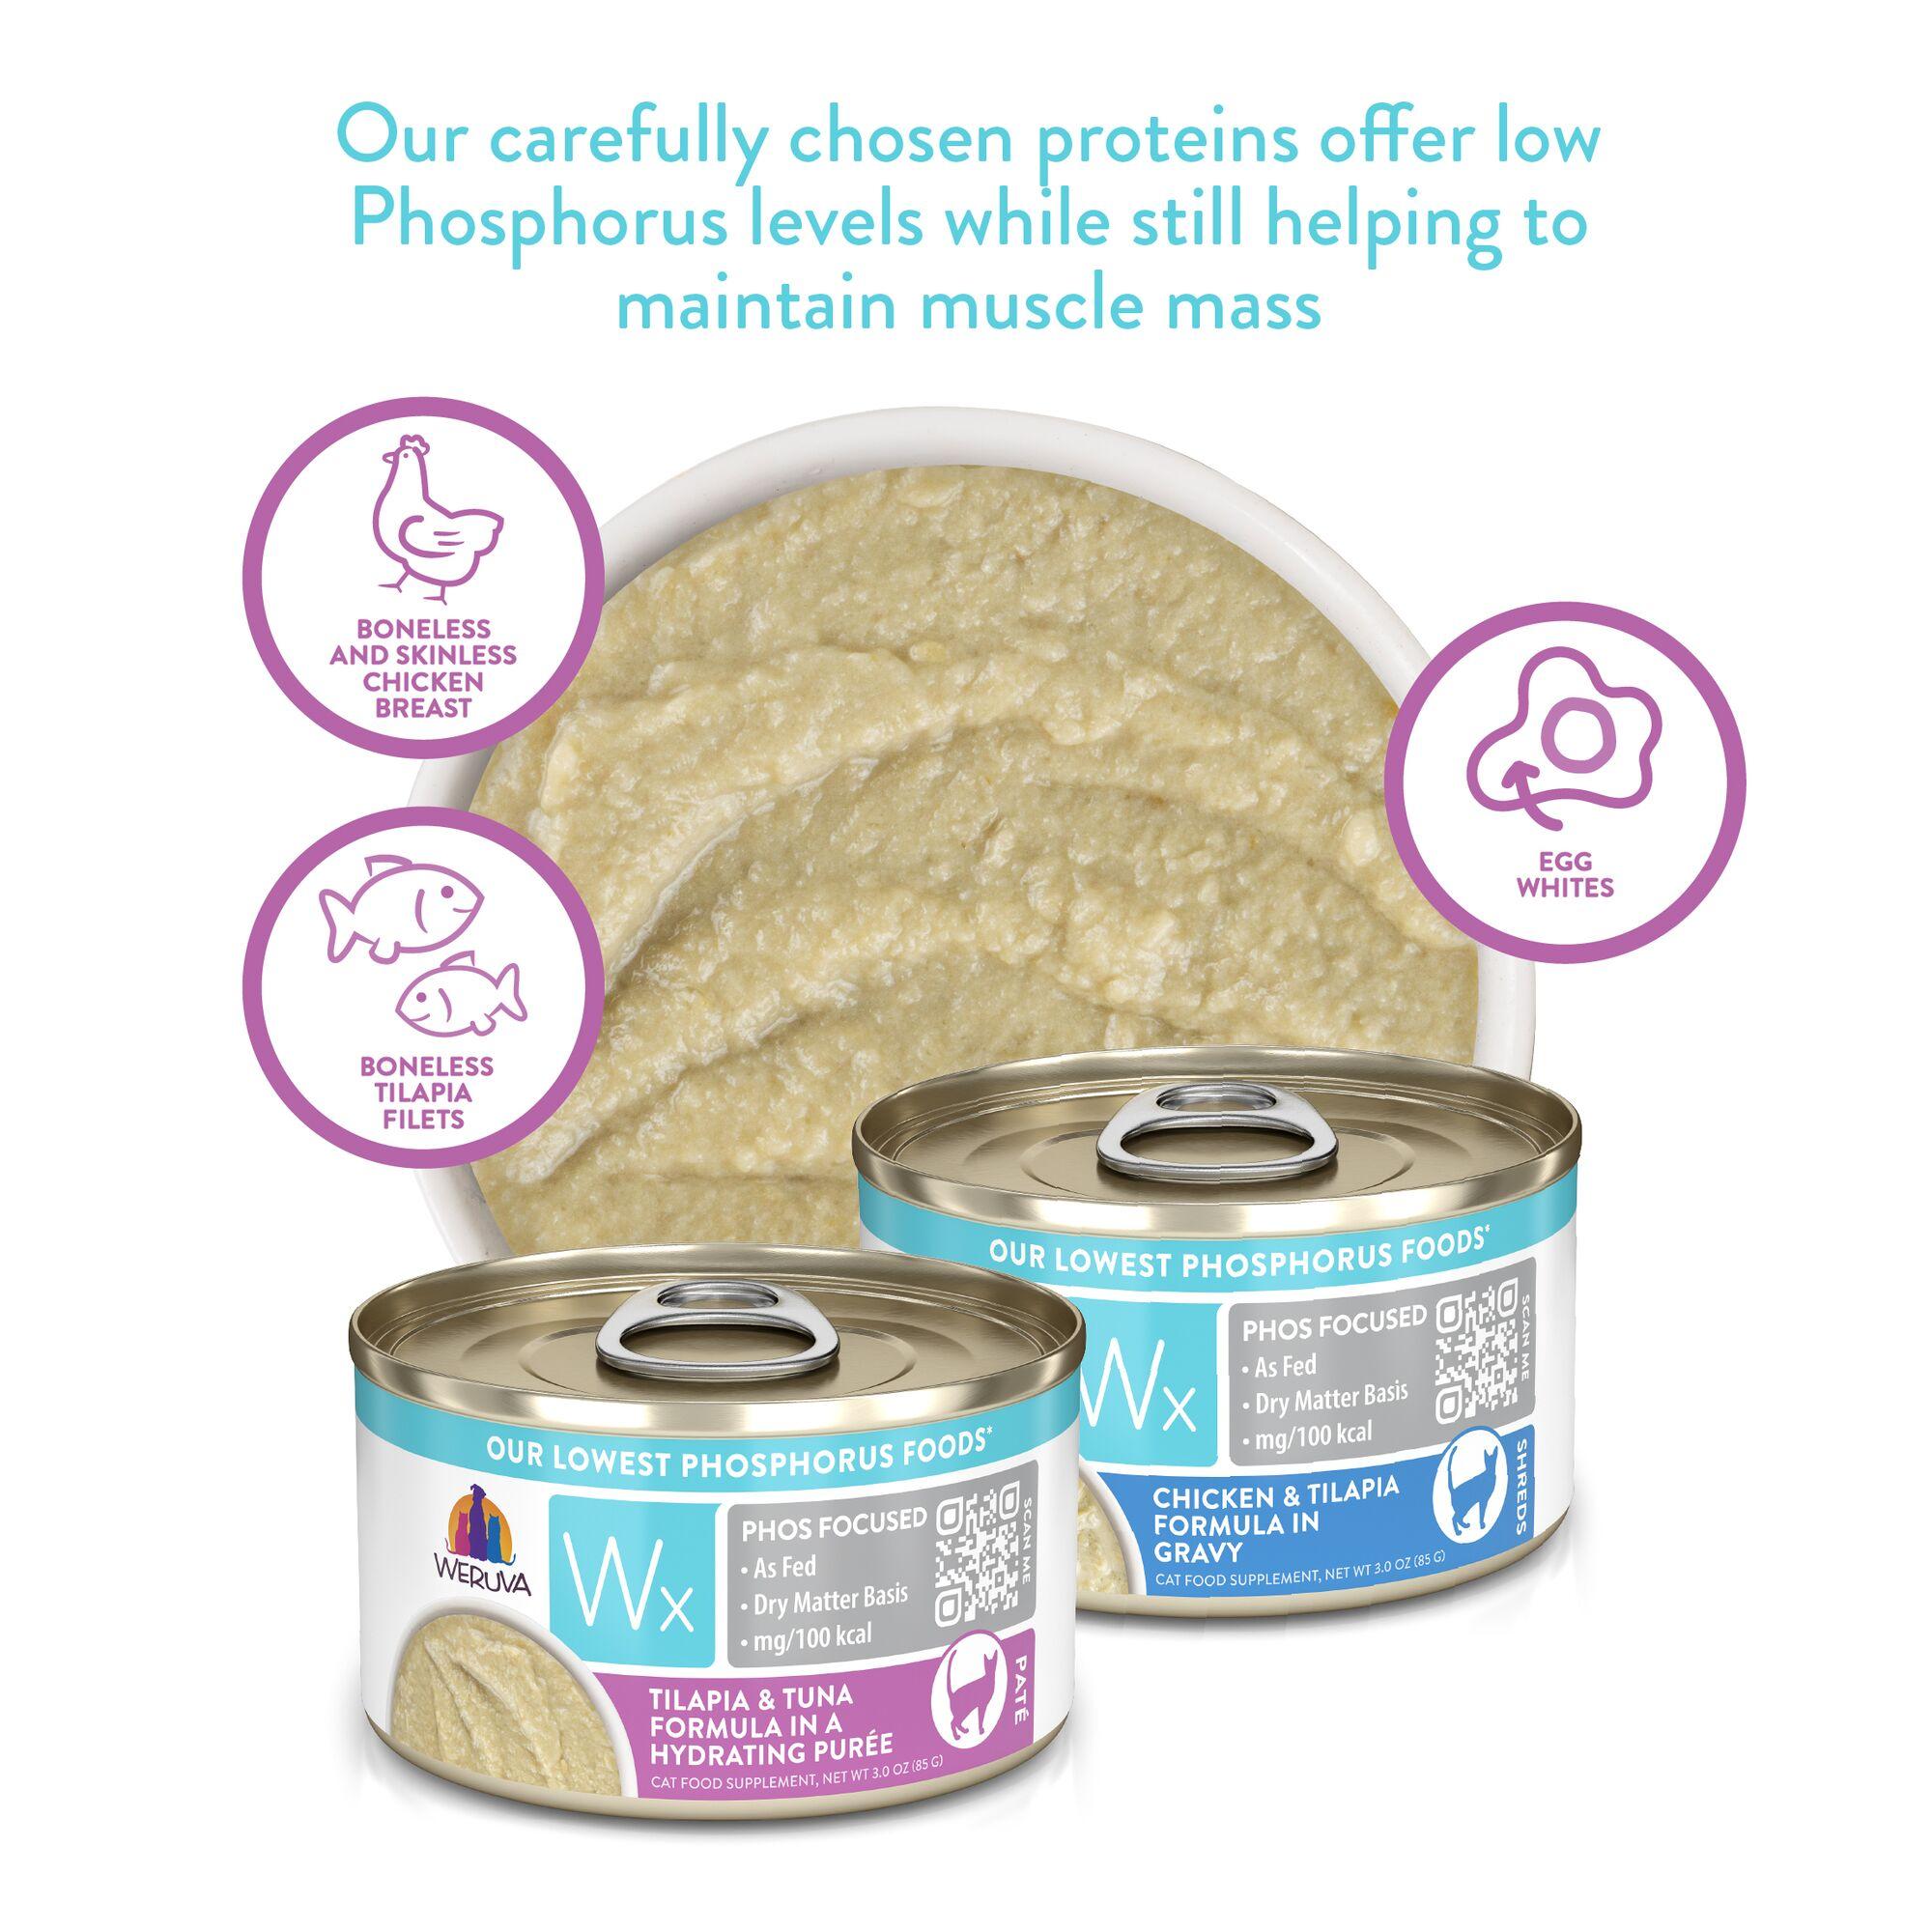 Our carefully chosen proteins offer low
Phosphorus levels while still helping to
maintain muscle mass
BONELESS
AND SKINLESS
CHICKEN
BREAST
EGG
WHITES
BONELESS
TILAPIA
FILETS
OUR LOWEST PHOSPHORUS FOODS*
Wx
PHOS FOCUSED
• As Fed
• Dry Matter Basis
• mg/100 kcal
SCAN ME
CHICKEN & TILAPIA
FORMULA IN
GRAVY
CAT FOOD SUPPLEMENT, NET WT 3.0 OZ (85 G)
SHREDS
OUR LOWEST PHOSPHORUS FOODS*
WERUVA
Wx
PHOS FOCUSED
• As Fed
• Dry Matter Basis
• mg/100 kcal
SCAN ME
TILAPIA & TUNA
FORMULA IN A
HYDRATING PURÉE
CAT FOOD SUPPLEMENT, NET WT 3.0 OZ (85 G)
PATÉ